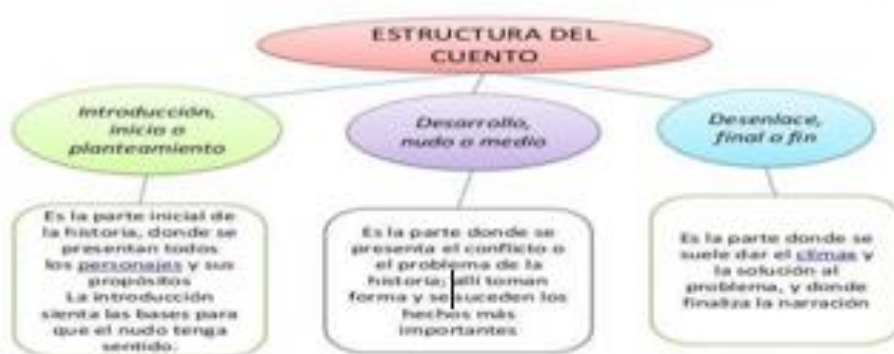 ESTRUCTURA DEL
CUENTO
Introducción,
inicio o
planteamiento
Desarrollo,
nudo o medio
Desenlace,
final o fin
Es la parte inicial de
la historia, donde se
presentan todos
los personajes y sus
propósitos
La introducción
sienta las bases para
que el nudo tenga
sentido.
Es la parte donde se
presenta el conflicto o
el problema de la
historia; allí toman
forma y se suceden los
hechos más
importantes
Es la parte donde se
suele dar el clímax y
la solución al
problema, y donde
finaliza la narración